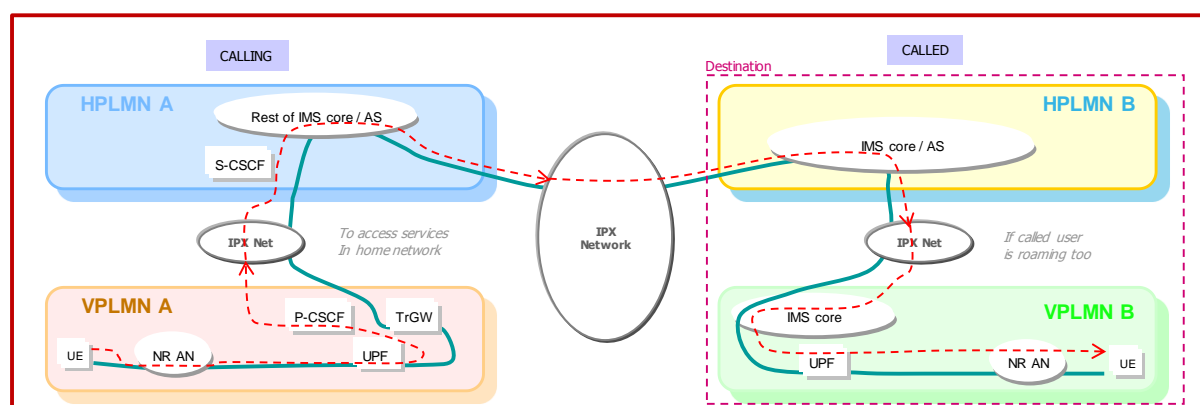 CALLING
CALLED
Destination
HPLMN A
HPLMN B
Rest of IMS core / AS
IMS core / AS
S-CSCF
IPX Net
To access services
In home network
IPX
Network
IPX Net
If called user
is roaming too
VPLMN A
P-CSCF
TrGW
IMS core
VPLMN B
UE
NR AN
UPF
UPF
NR AN
UE